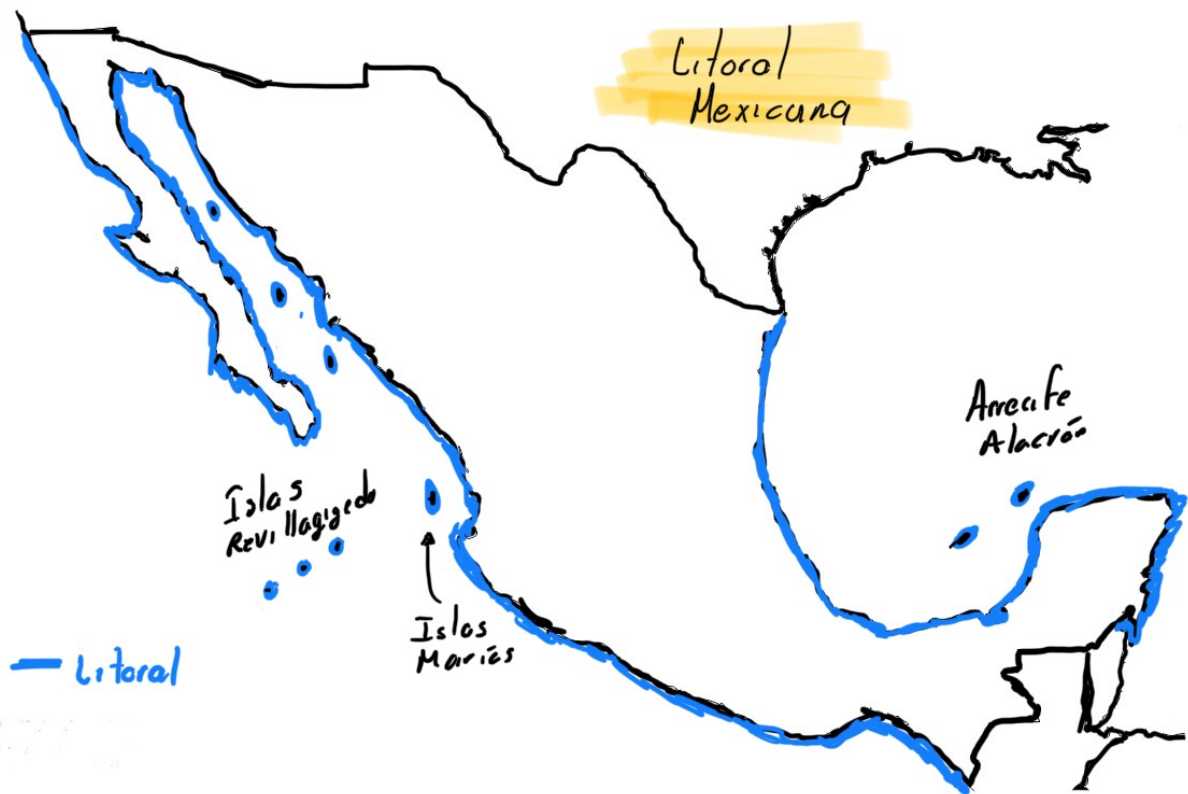 Litoral
Mexicana
Arrecife
Alacrán
Islas
Revillagigedo
Islas
Marías
Litoral